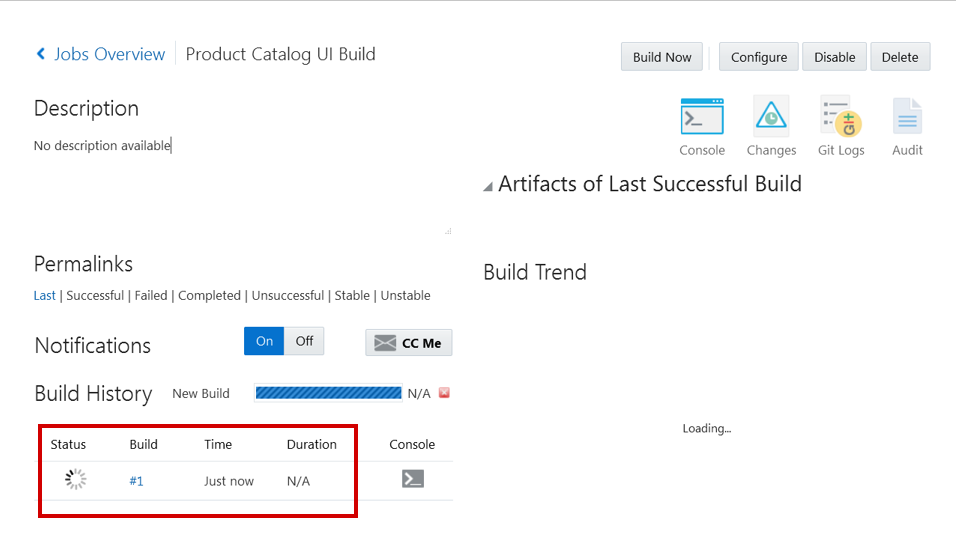 Jobs Overview Product Catalog UI Build
Build Now Configure Disable Delete
Description
No description available
Console Changes Git Logs Audit
Artifacts of Last Successful Build
Permalinks
Last | Successful | Failed | Completed | Unsuccessful | Stable | Unstable
Build Trend
Notifications On Off CC Me
Build History New Build N/A
Status Build Time Duration Console
#1 Just now N/A
Loading...